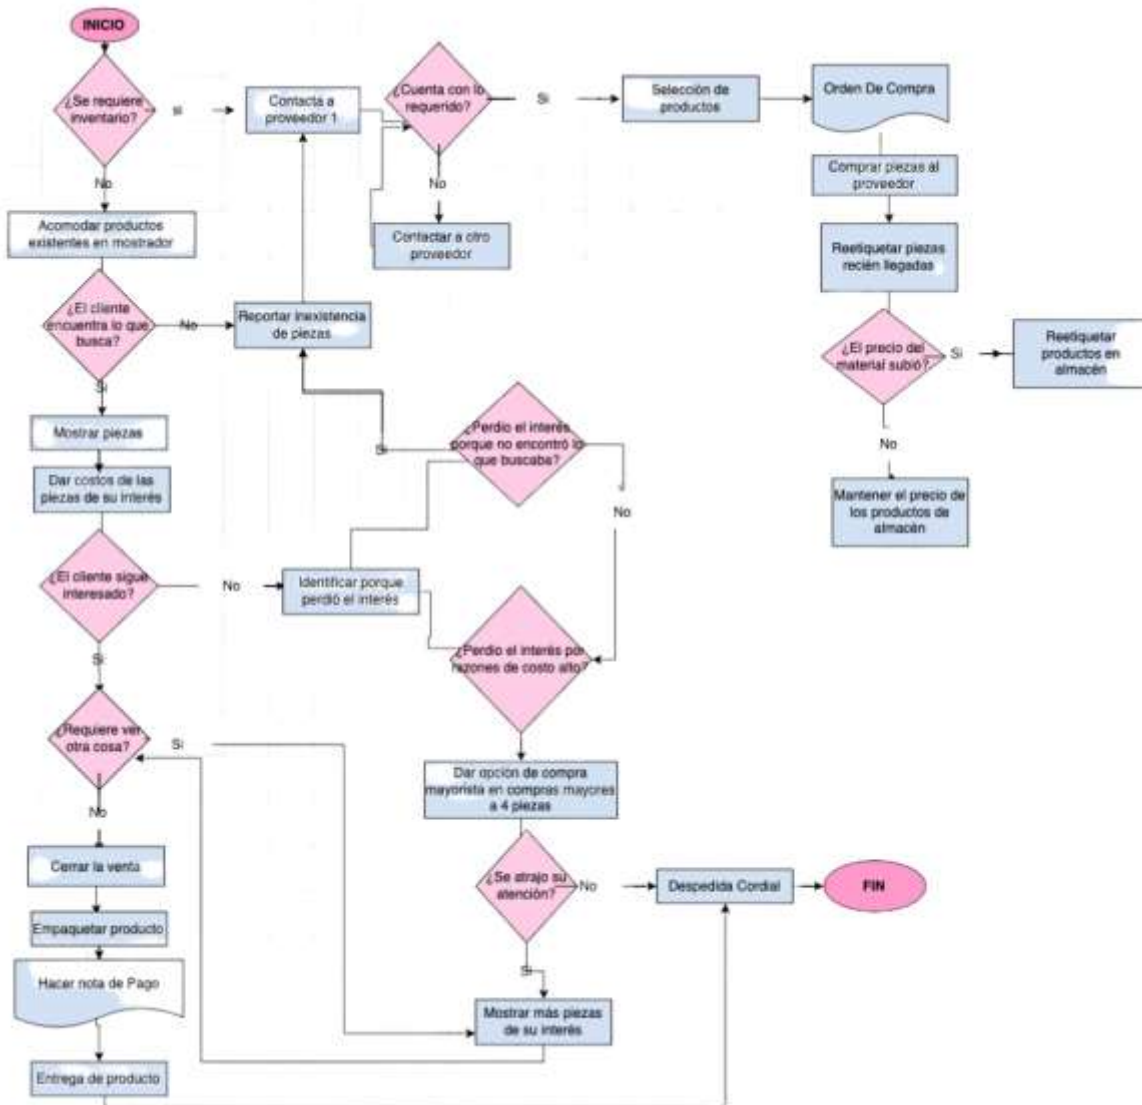 INICIO
¿Se requiere
inventario?
si
Contacta a
proveedor 1
¿Cuenta con lo
requerido?
Si
Selección de
productos
Orden De Compra
No
No
Comprar piezas al
proveedor
Acomodar productos
existentes en mostrador
Contactar a otro
proveedor
Reetiquetar piezas
recién llegadas
¿El cliente
encuentra lo que
busca?
No
Reportar inexistencia
de piezas
¿El precio del
material subió?
Si
Reetiquetar
productos en
almacén
Si
Mostrar piezas
¿Perdio el interés
porque no encontró lo
que buscaba?
Si
No
No
Dar costos de las
piezas de su interés
Mantener el precio de
los productos de
almacén
¿El cliente sigue
interesado?
No
Identificar porque
perdió el interés
Si
¿Perdio el interés por
razones de costo alto?
¿Requiere ver
otra cosa?
Si
Dar opción de compra
mayorista en compras mayores
a 4 piezas
No
Cerrar la venta
¿Se atrajo su
atención?
No
Despedida Cordial
FIN
Empaquetar producto
Si
Hacer nota de Pago
Mostrar más piezas
de su interés
Entrega de producto